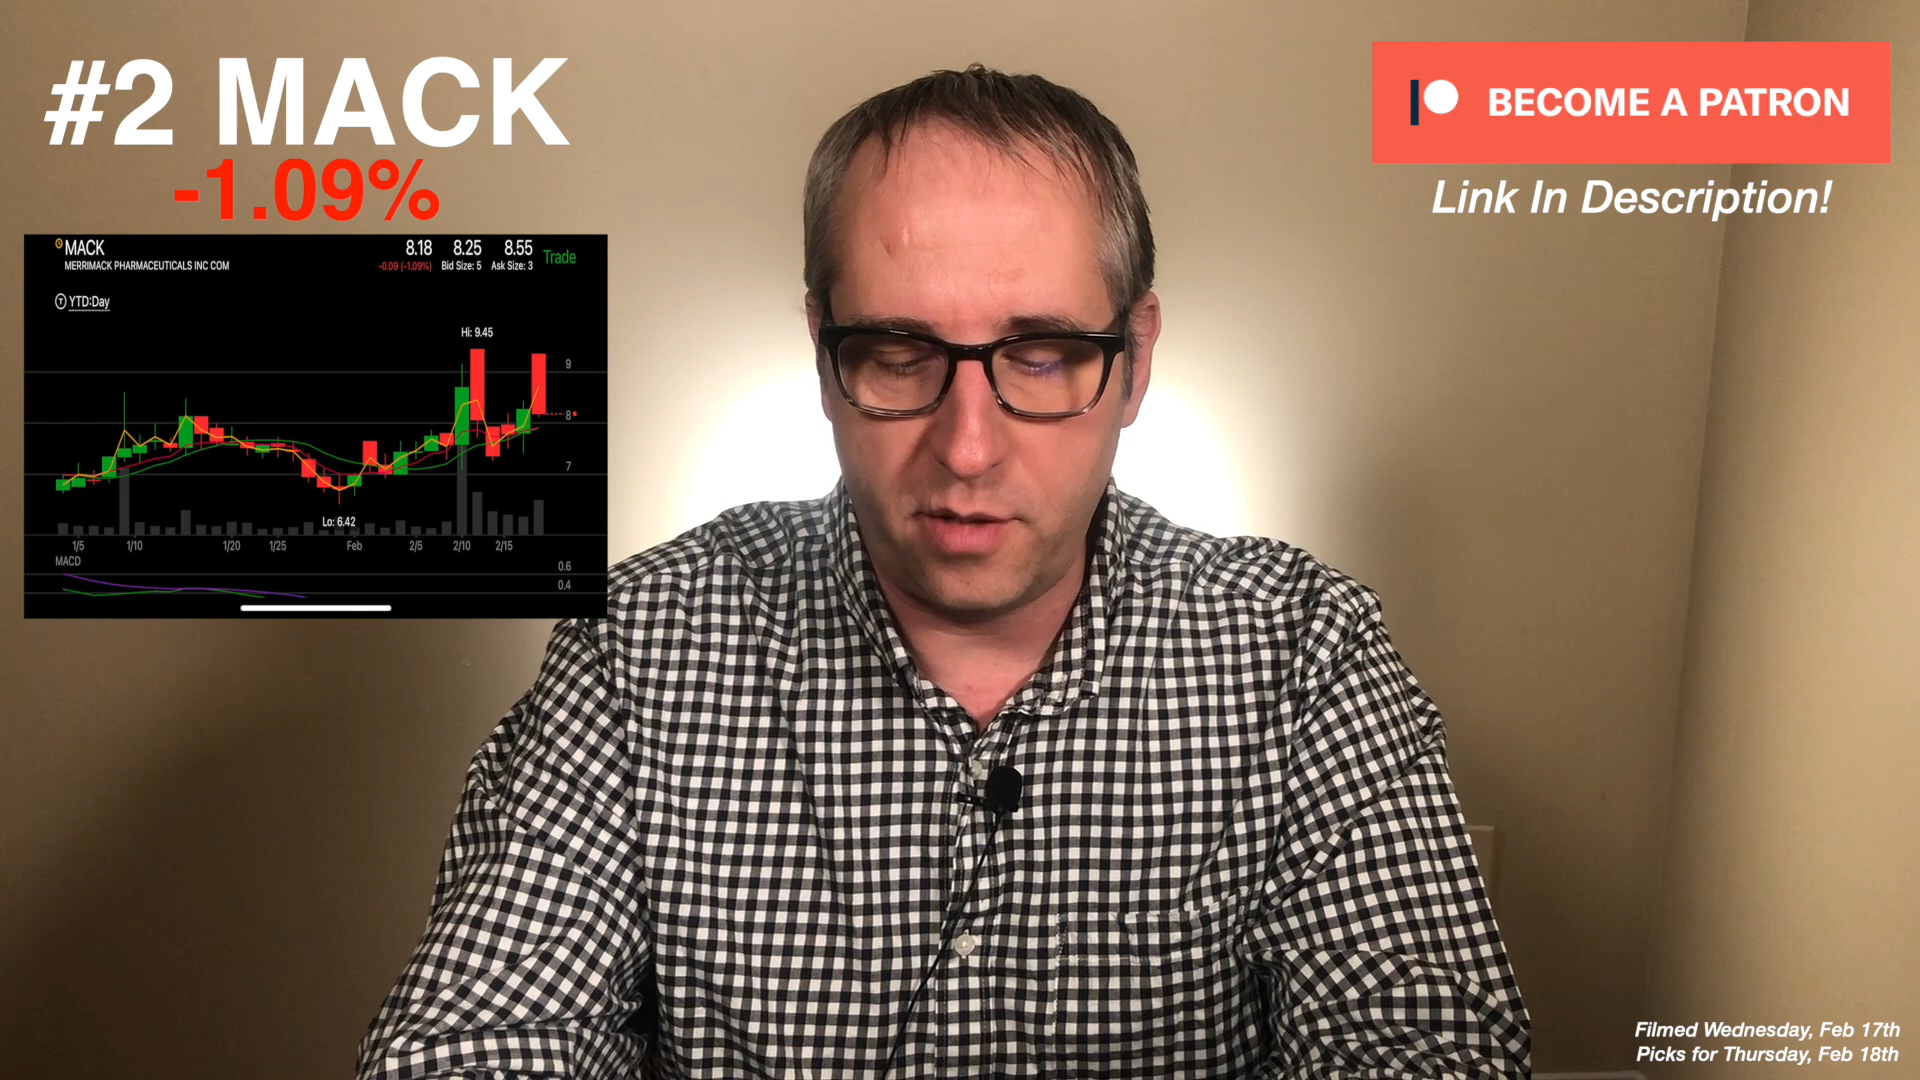 #2 MACK
-1.09%
MACK
MERRIMACK PHARMACEUTICALS INC COM
8.18 8.25 8.55
-0.09 (-1.09%) Bid Size: 5 Ask Size: 3
Trade
YTD:Day
Hi: 9.45
9
8
7
Lo: 6.42
1/5 1/10 1/20 1/25 Feb 2/5 2/10 2/15
MACD
0.6
0.4
BECOME A PATRON
Link In Description!
Filmed Wednesday, Feb 17th
Picks for Thursday, Feb 18th